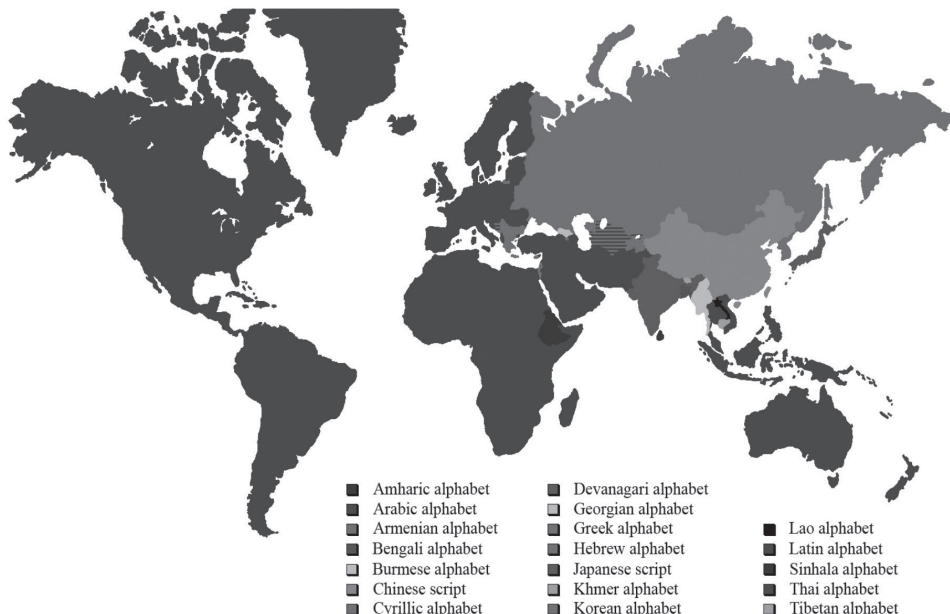 Amharic alphabet
Arabic alphabet
Armenian alphabet
Bengali alphabet
Burmese alphabet
Chinese script
Cyrillic alphabet
Devanagari alphabet
Georgian alphabet
Greek alphabet
Hebrew alphabet
Japanese script
Khmer alphabet
Korean alphabet
Lao alphabet
Latin alphabet
Sinhala alphabet
Thai alphabet
Tibetan alphabet